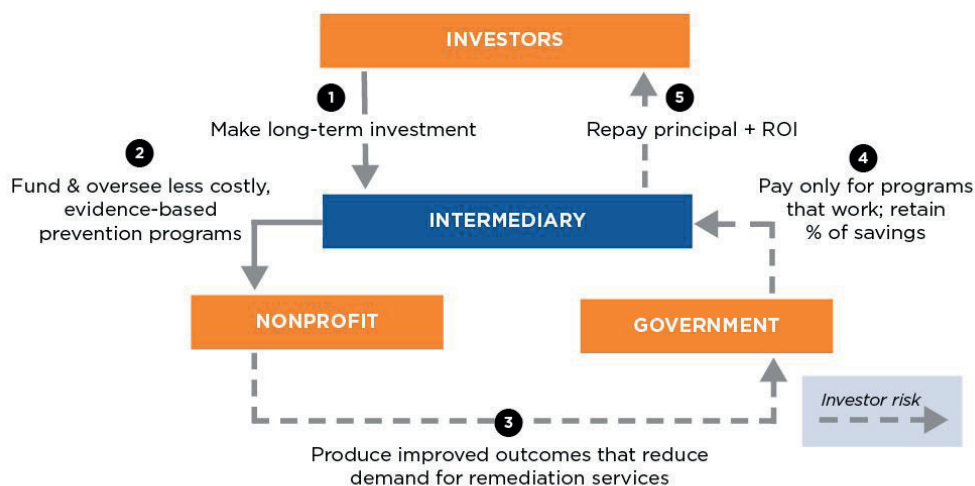 INVESTORS
1
Make long-term investment
5
Repay principal + ROI
2
Fund & oversee less costly,
evidence-based
prevention programs
4
Pay only for programs
that work; retain
% of savings
INTERMEDIARY
NONPROFIT
GOVERNMENT
Investor risk
3
Produce improved outcomes that reduce
demand for remediation services